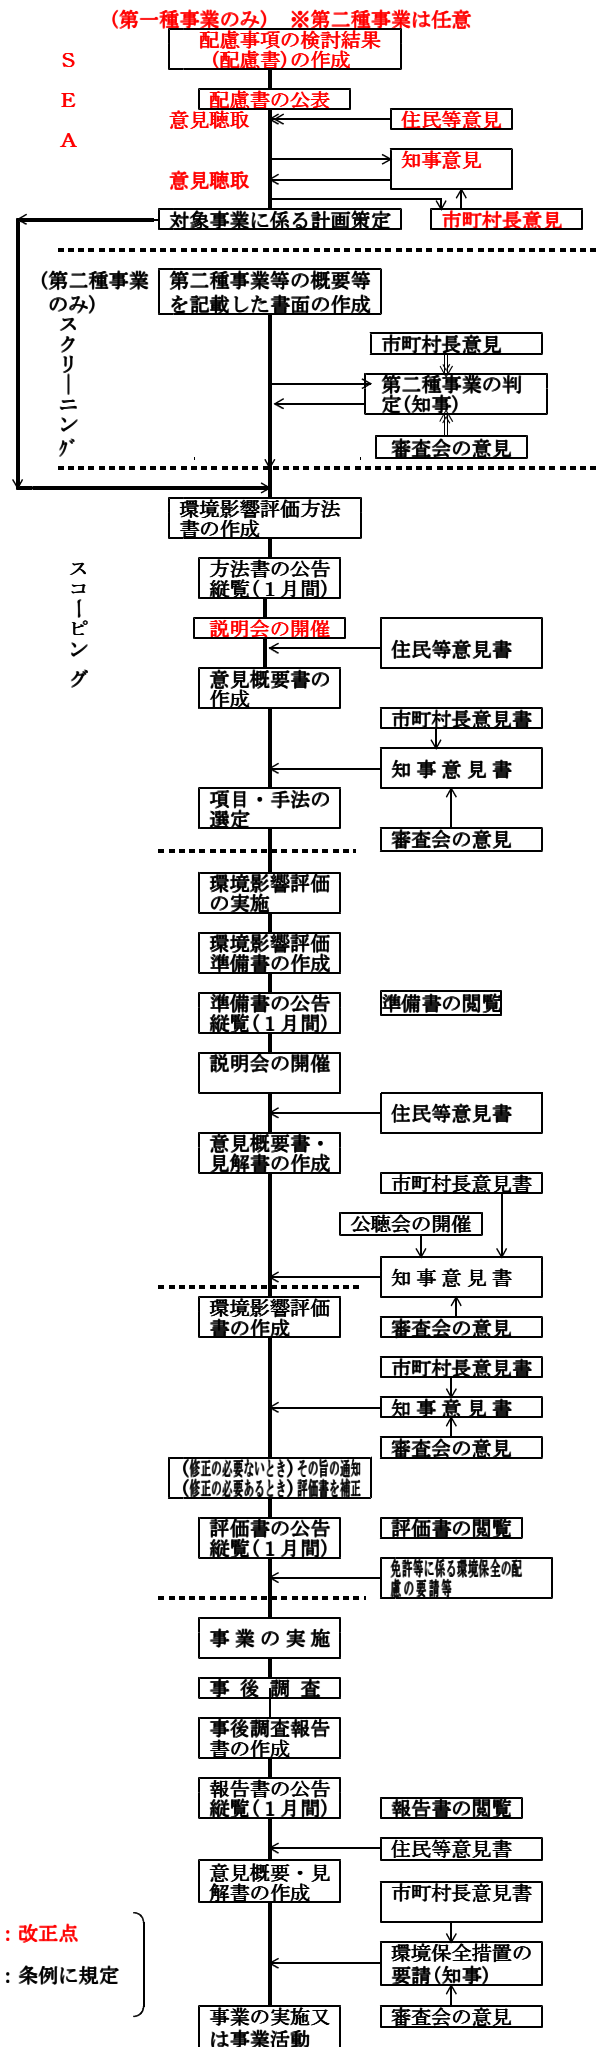 (第一種事業のみ)　※第二種事業は任意
配慮事項の検討結果
(配慮書)の作成
Ｓ
Ｅ
Ａ
配慮書の公表
意見聴取
住民等意見
知事意見
意見聴取
対象事業に係る計画策定
市町村長意見
(第二種事業
のみ)
第二種事業等の概要等
を記載した書面の作成
スクリーニング
市町村長意見
第二種事業の判
定(知事)
審査会の意見
環境影響評価方法
書の作成
スコーピング
方法書の公告
縦覧(１月間)
説明会の開催
住民等意見書
意見概要書の
作成
市町村長意見書
知 事 意 見 書
項目・手法の
選定
審査会の意見
環境影響評価
の実施
環境影響評価
準備書の作成
準備書の公告
縦覧(１月間)
準備書の閲覧
説明会の開催
住民等意見書
意見概要書・
見解書の作成
市町村長意見書
公聴会の開催
知 事 意 見 書
環境影響評価
書の作成
審査会の意見
市町村長意見書
知 事 意 見 書
審査会の意見
(修正の必要ないとき)その旨の通知
(修正の必要あるとき)評価書を補正
評価書の公告
縦覧(１月間)
評価書の閲覧
免許等に係る環境保全の配
慮の要請等
事 業 の 実 施
事 後 調 査
事後調査報告
書の作成
報告書の公告
縦覧(１月間)
報告書の閲覧
住民等意見書
意見概要・見
解書の作成
市町村長意見書
：改正点
：条例に規定
環境保全措置の
要請(知事)
審査会の意見
事業の実施又
は事業活動